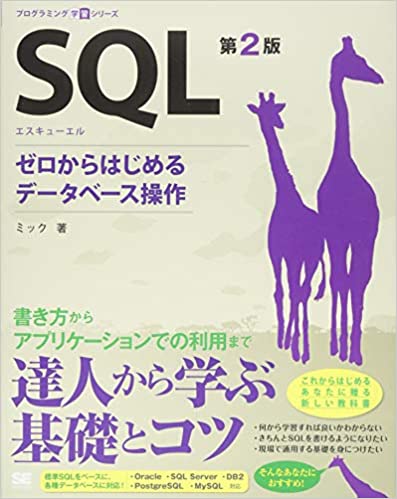 プログラミング学習シリーズ
SQL
第2版
エスキューエル
ゼロからはじめる
データベース操作
ミック 著
書き方から
アプリケーションでの利用まで
達人から学ぶ
基礎とコツ
これからはじめる
あなたに贈る
新しい教科書
・何から学習すれば良いかわからない
・きちんとSQLを書けるようになりたい
・現場で通用する基礎を身につけたい
そんなあなたに
おすすめ!
標準SQLをベースに、
各種データベースに対応!
・Oracle ・SQL Server ・DB2
・PostgreSQL ・MySQL 対応
SE